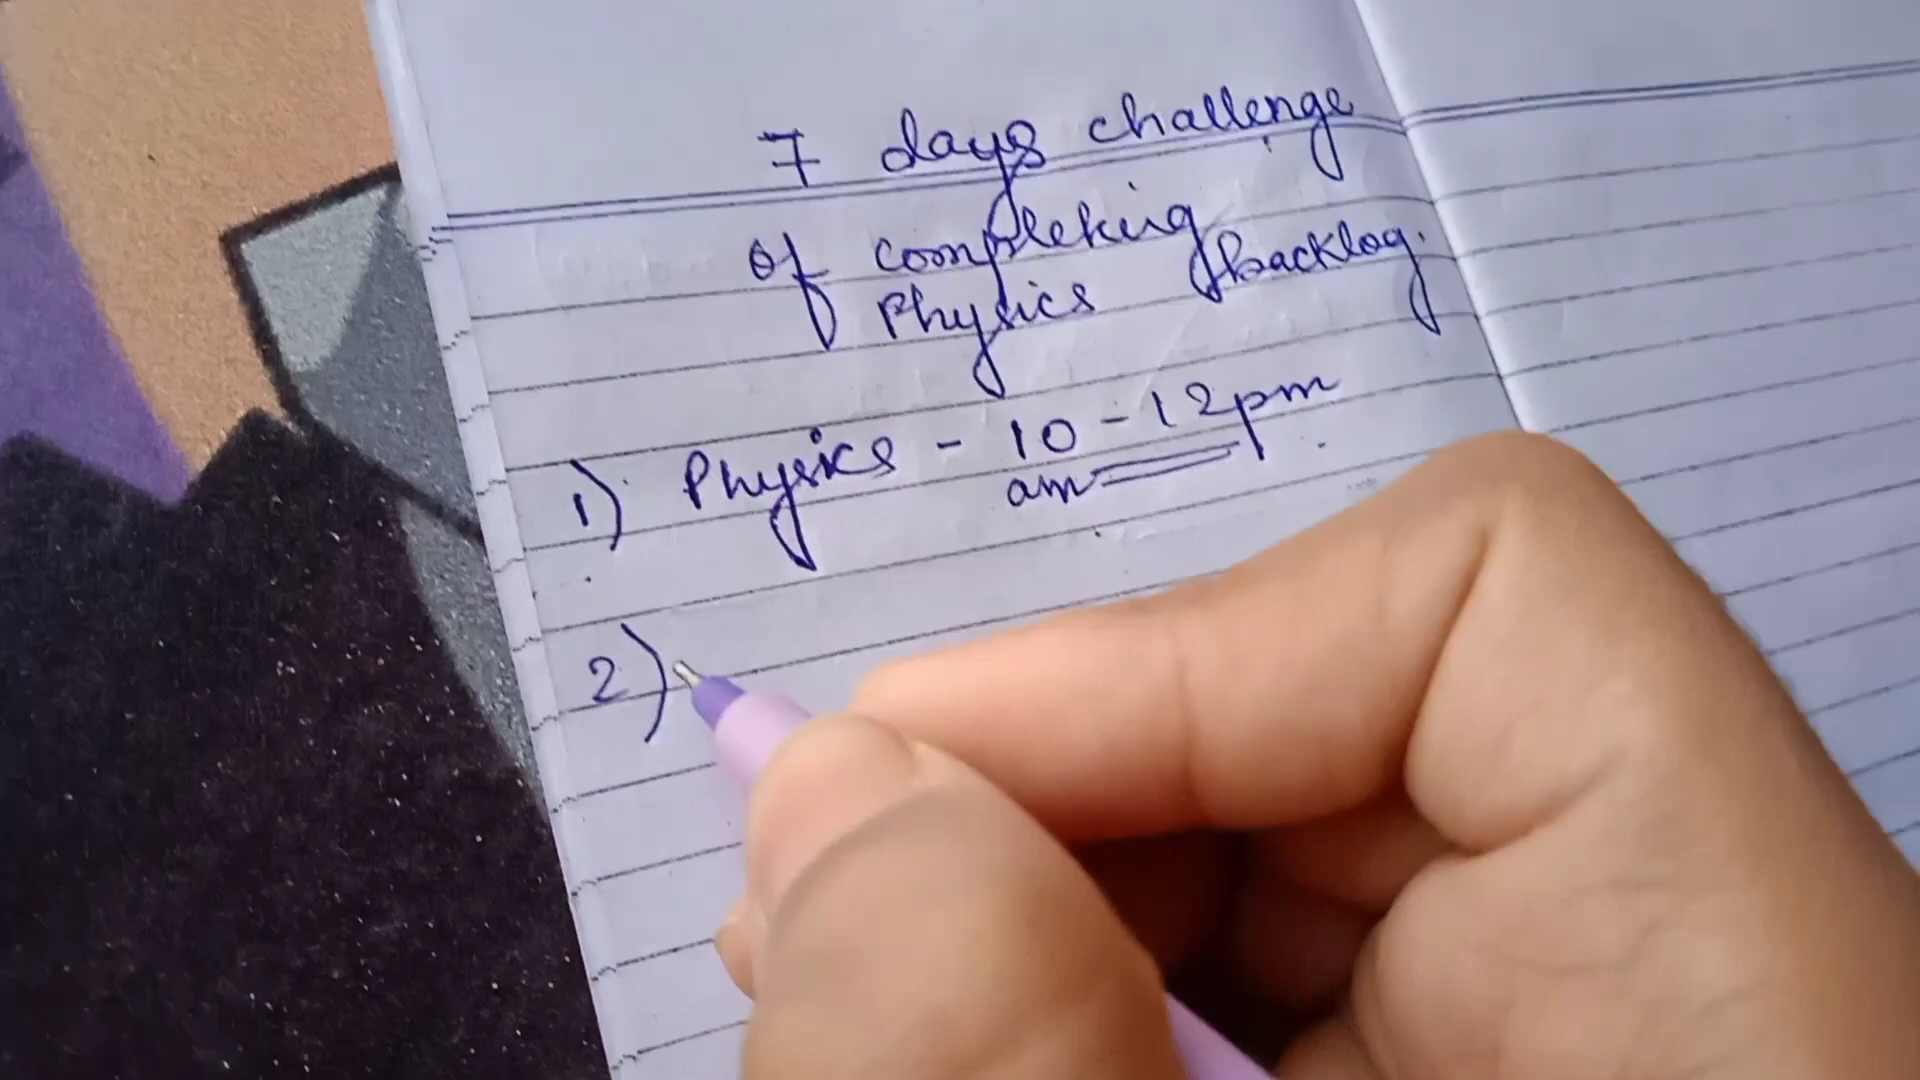 7 days challenge
of completing
Physics backlog.
1) Physics - 10 - 12pm
am
2)